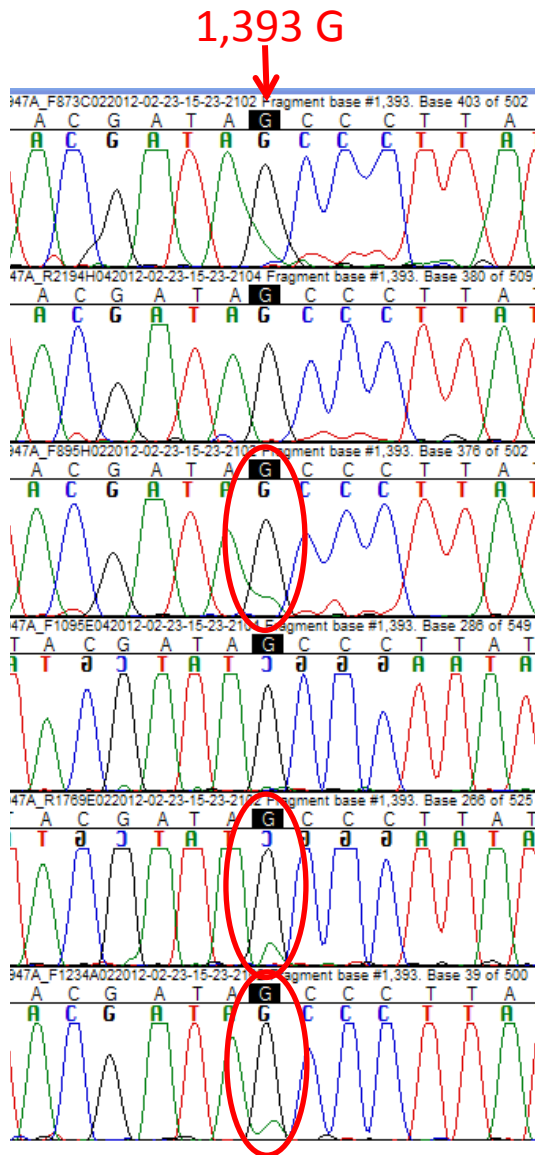 1,393 G
947A_F873C022012-02-23-15-23-2102 Fragment base #1,393. Base 403 of 502
A C G A T A G C C C T T A
A C G A T A G C C C T T A T
47A_R2194H042012-02-23-15-23-2104 Fragment base #1,393. Base 380 of 509
A C G A T A G C C C T T A T
A C G A T A G C C C T T A T
947A_F895H022012-02-23-15-23-2102 Fragment base #1,393. Base 376 of 502
A C G A T A G C C C T T A T
A C G A T A G C C C T T A T
47A_F1095E042012-02-23-15-23-2104 Fragment base #1,393. Base 286 of 549
T A C G A T A G C C C T T A T
A T G C T A T C G G G A A T A
47A_R1769E022012-02-23-15-23-2102 Fragment base #1,393. Base 266 of 525
T A C G A T A G C C C T T A T
T G C T A T C G G G A A T A
947A_F1234A022012-02-23-15-23- Fragment base #1,393. Base 39 of 500
A C G A T A G C C C T T A
A C G A T A G C C C T T A